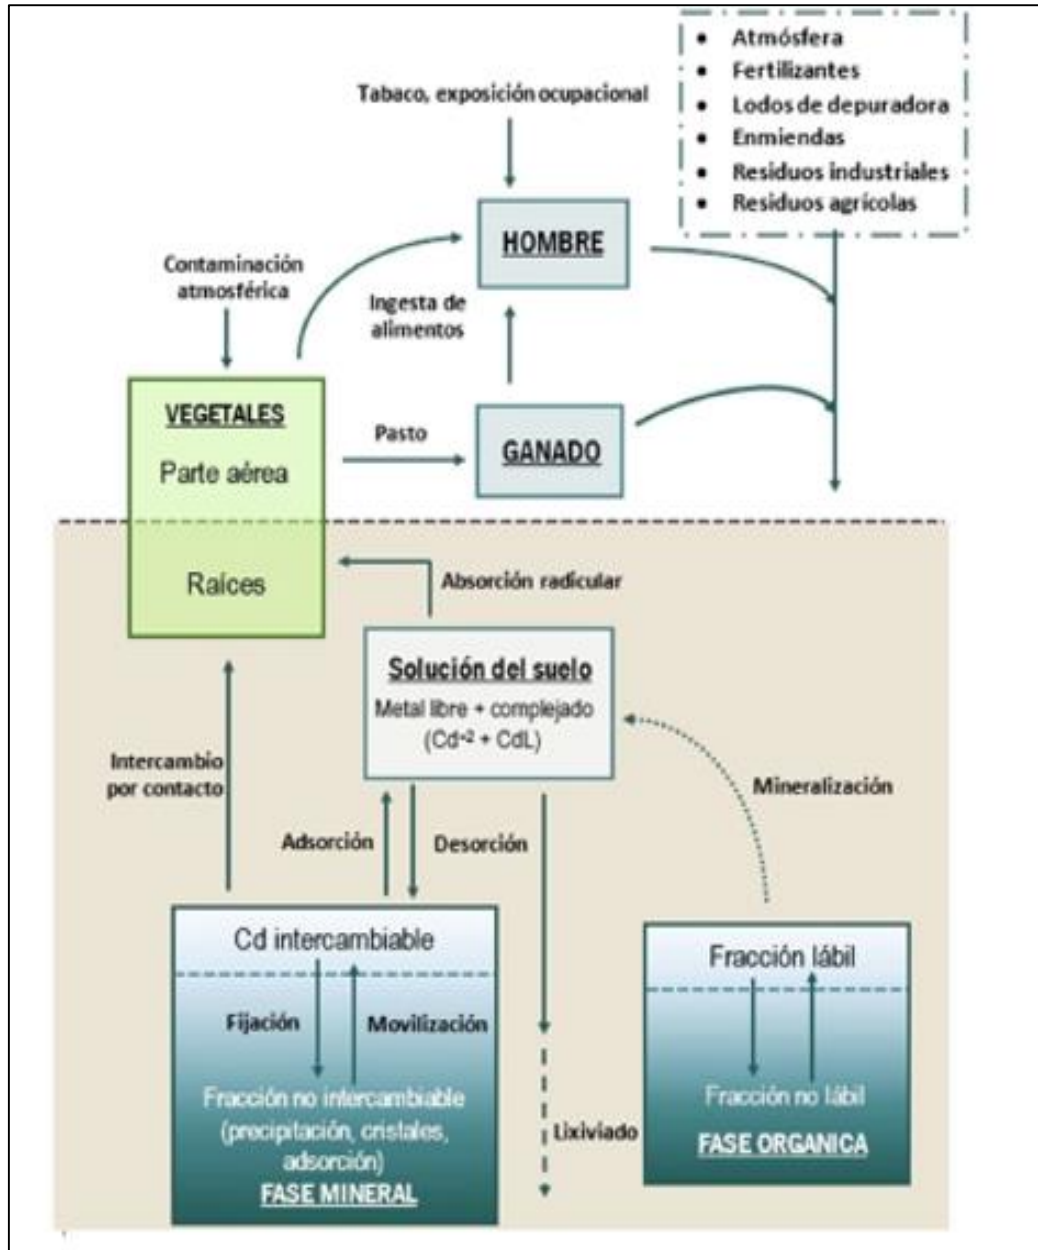 • Atmósfera
• Fertilizantes
• Lodos de depuradora
• Enmiendas
• Residuos industriales
• Residuos agrícolas
Tabaco, exposición ocupacional
HOMBRE
Contaminación
atmosférica
Ingesta de
alimentos
VEGETALES
Parte aérea
Pasto
GANADO
Raíces
Absorción radicular
Solución del suelo
Metal libre + complejado
(Cd+2 + CdL)
Intercambio
por contacto
Mineralización
Adsorción
Desorción
Cd intercambiable
Fijación
Movilización
Fracción no intercambiable
(precipitación, cristales,
adsorción)
FASE MINERAL
Lixiviado
Fracción lábil
Fracción no lábil
FASE ORGANICA